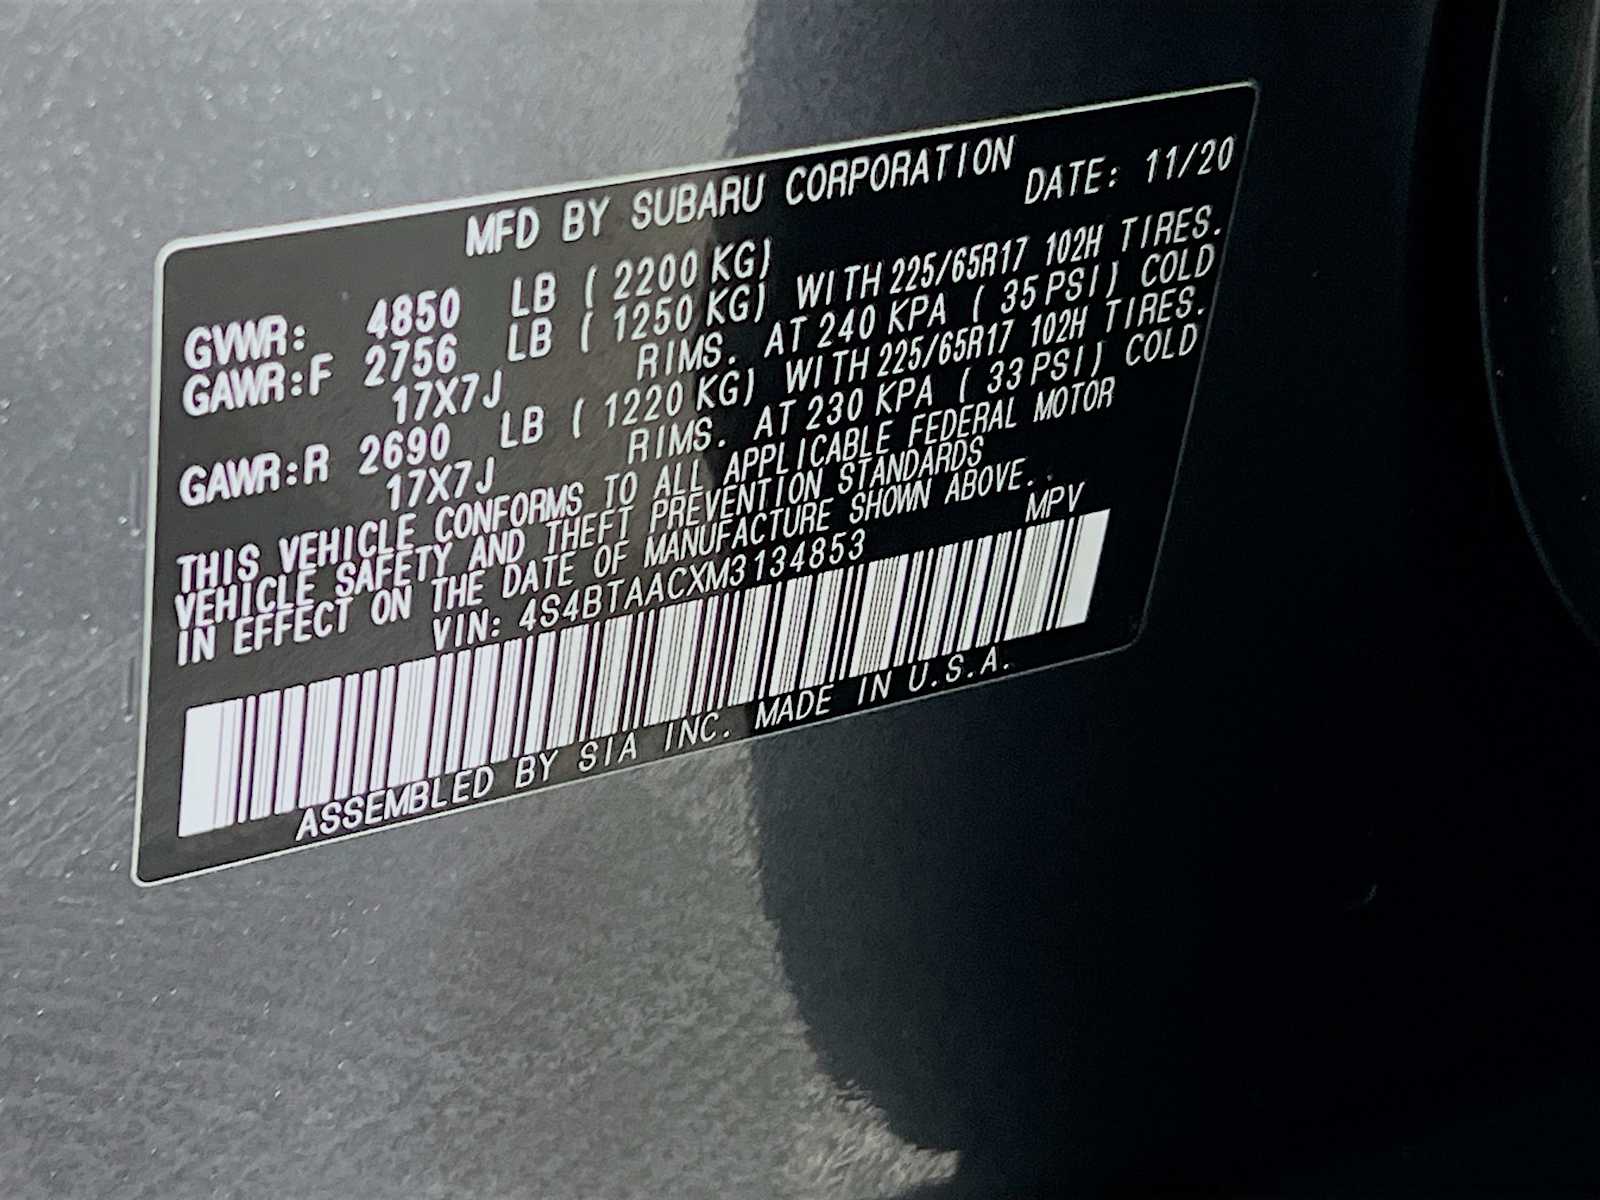 MFD BY SUBARU CORPORATION
DATE: 11/20
GVWR: 4850 LB ( 2200 KG)
GAWR:F 2756 LB ( 1250 KG) WITH 225/65R17 102H TIRES.
17X7J RIMS. AT 240 KPA ( 35 PSI) COLD
GAWR:R 2690 LB ( 1220 KG) WITH 225/65R17 102H TIRES.
17X7J RIMS. AT 230 KPA ( 33 PSI) COLD
THIS VEHICLE CONFORMS TO ALL APPLICABLE FEDERAL MOTOR
VEHICLE SAFETY AND THEFT PREVENTION STANDARDS
IN EFFECT ON THE DATE OF MANUFACTURE SHOWN ABOVE.
VIN: 4S4BTAACXM3134853 MPV
ASSEMBLED BY SIA INC. MADE IN U.S.A.